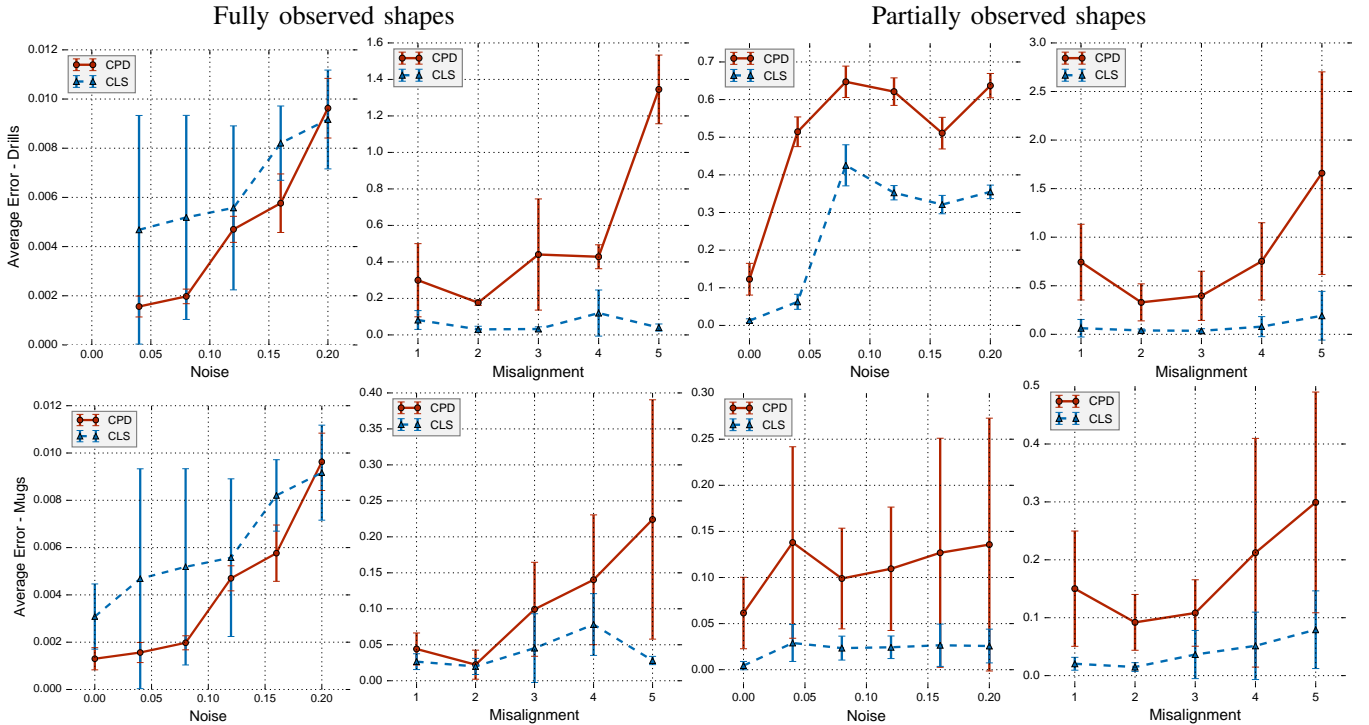 Fully observed shapes Partially observed shapes
Average Error - Drills
0.012
0.010
0.008
0.006
0.004
0.002
0.000
CPD
CLS
0.00 0.05 0.10 0.15 0.20
Noise
1.6
1.4
1.2
1.0
0.8
0.6
0.4
0.2
0.0
CPD
CLS
1 2 3 4 5
Misalignment
0.7
0.6
0.5
0.4
0.3
0.2
0.1
0.0
CPD
CLS
0.00 0.05 0.10 0.15 0.20
Noise
3.0
2.5
2.0
1.5
1.0
0.5
0.0
CPD
CLS
1 2 3 4 5
Misalignment
Average Error - Mugs
0.012
0.010
0.008
0.006
0.004
0.002
0.000
CPD
CLS
0.00 0.05 0.10 0.15 0.20
Noise
0.40
0.35
0.30
0.25
0.20
0.15
0.10
0.05
0.00
CPD
CLS
1 2 3 4 5
Misalignment
0.30
0.25
0.20
0.15
0.10
0.05
0.00
CPD
CLS
0.00 0.05 0.10 0.15 0.20
Noise
0.5
0.4
0.3
0.2
0.1
0.0
CPD
CLS
1 2 3 4 5
Misalignment